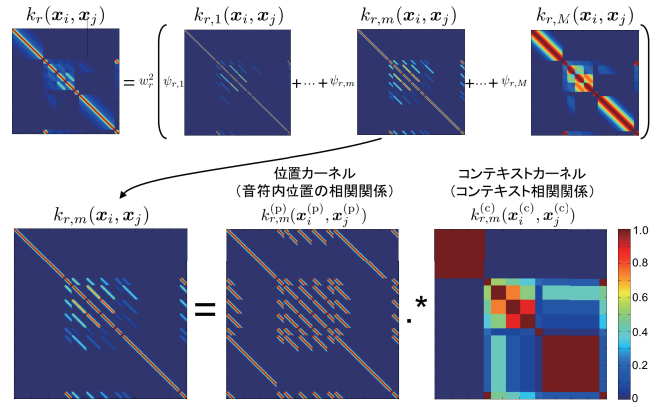 k_r(x_i, x_j) k_{r,1}(x_i, x_j) k_{r,m}(x_i, x_j) k_{r,M}(x_i, x_j)
= w_r^2 ( ψ_{r,1} +⋯+ ψ_{r,m} +⋯+ ψ_{r,M} )
位置カーネル コンテキストカーネル
(音符内位置の相関関係) (コンテキスト相関関係)
k_{r,m}(x_i, x_j) k_{r,m}^{(p)}(x_i^{(p)}, x_j^{(p)}) k_{r,m}^{(c)}(x_i^{(c)}, x_j^{(c)})
= .*
1.0
0.8
0.6
0.4
0.2
0